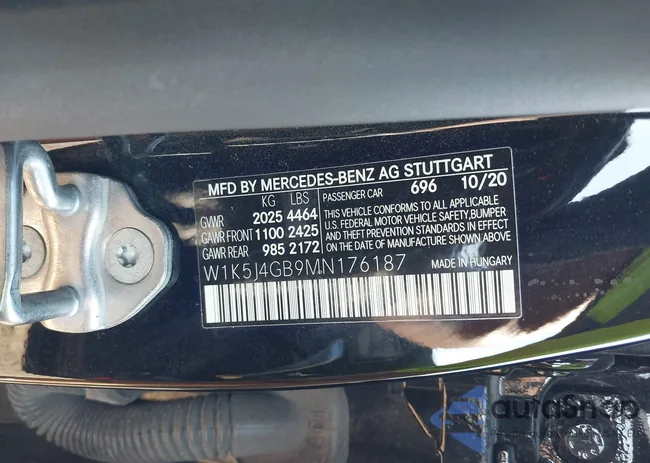 MFD BY MERCEDES-BENZ AG STUTTGART
KG LBS PASSENGER CAR 696 10/20
GVWR 2025 4464
GAWR FRONT 1100 2425
GAWR REAR 985 2172
THIS VEHICLE CONFORMS TO ALL APPLICABLE
U.S. FEDERAL MOTOR VEHICLE SAFETY, BUMPER
AND THEFT PREVENTION STANDARDS IN EFFECT
ON THE DATE OF MANUFACTURE SHOWN ABOVE.
W1K5J4GB9MN176187 MADE IN HUNGARY
autaSnap